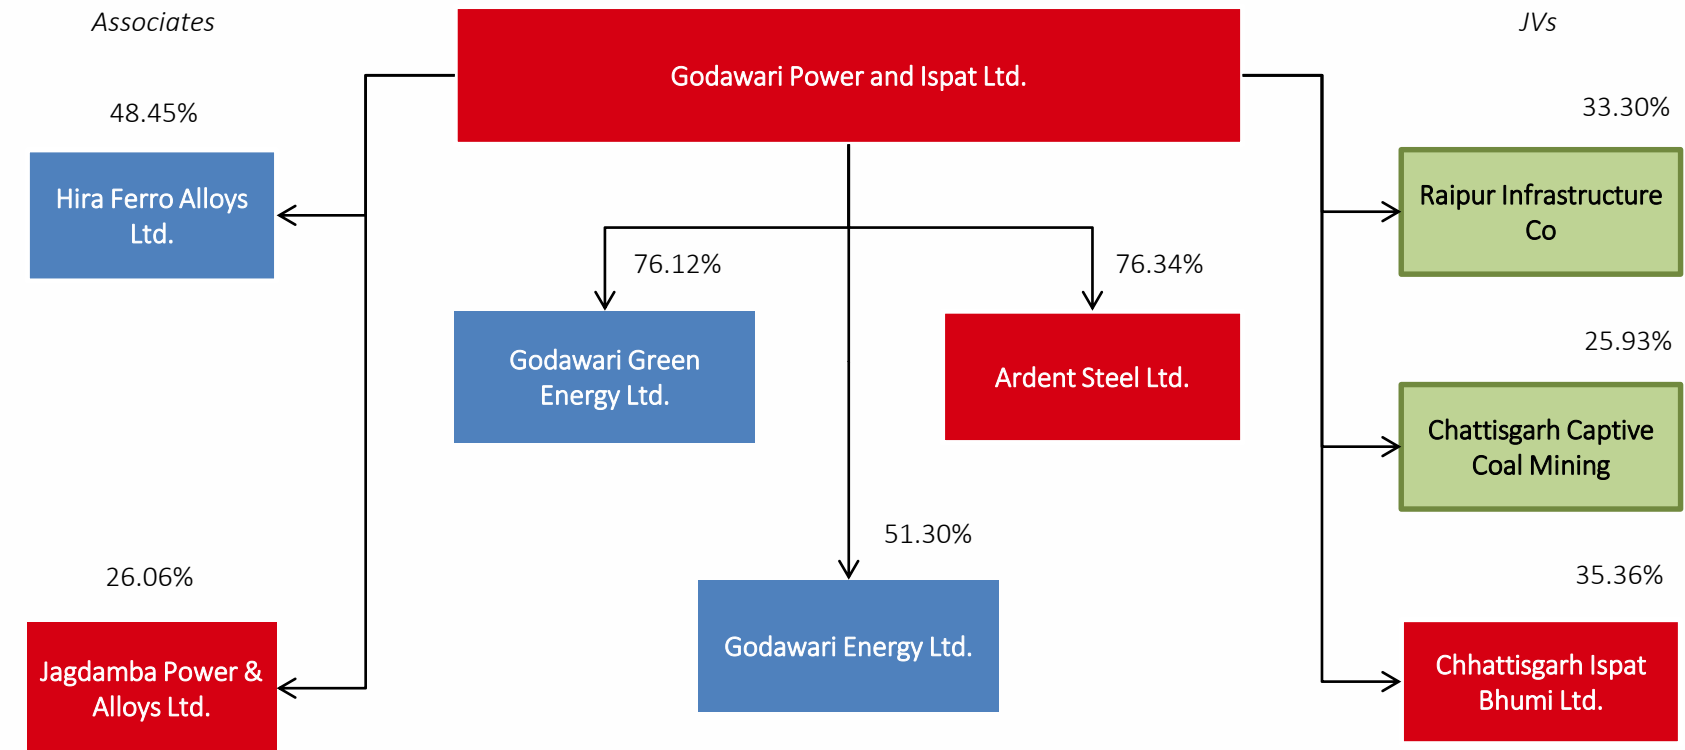 Associates
JVs
Godawari Power and Ispat Ltd.
48.45%
33.30%
Hira Ferro Alloys
Ltd.
Raipur Infrastructure
Co
76.12%
76.34%
Godawari Green
Energy Ltd.
Ardent Steel Ltd.
25.93%
Chattisgarh Captive
Coal Mining
51.30%
26.06%
35.36%
Godawari Energy Ltd.
Jagdamba Power &
Alloys Ltd.
Chhattisgarh Ispat
Bhumi Ltd.